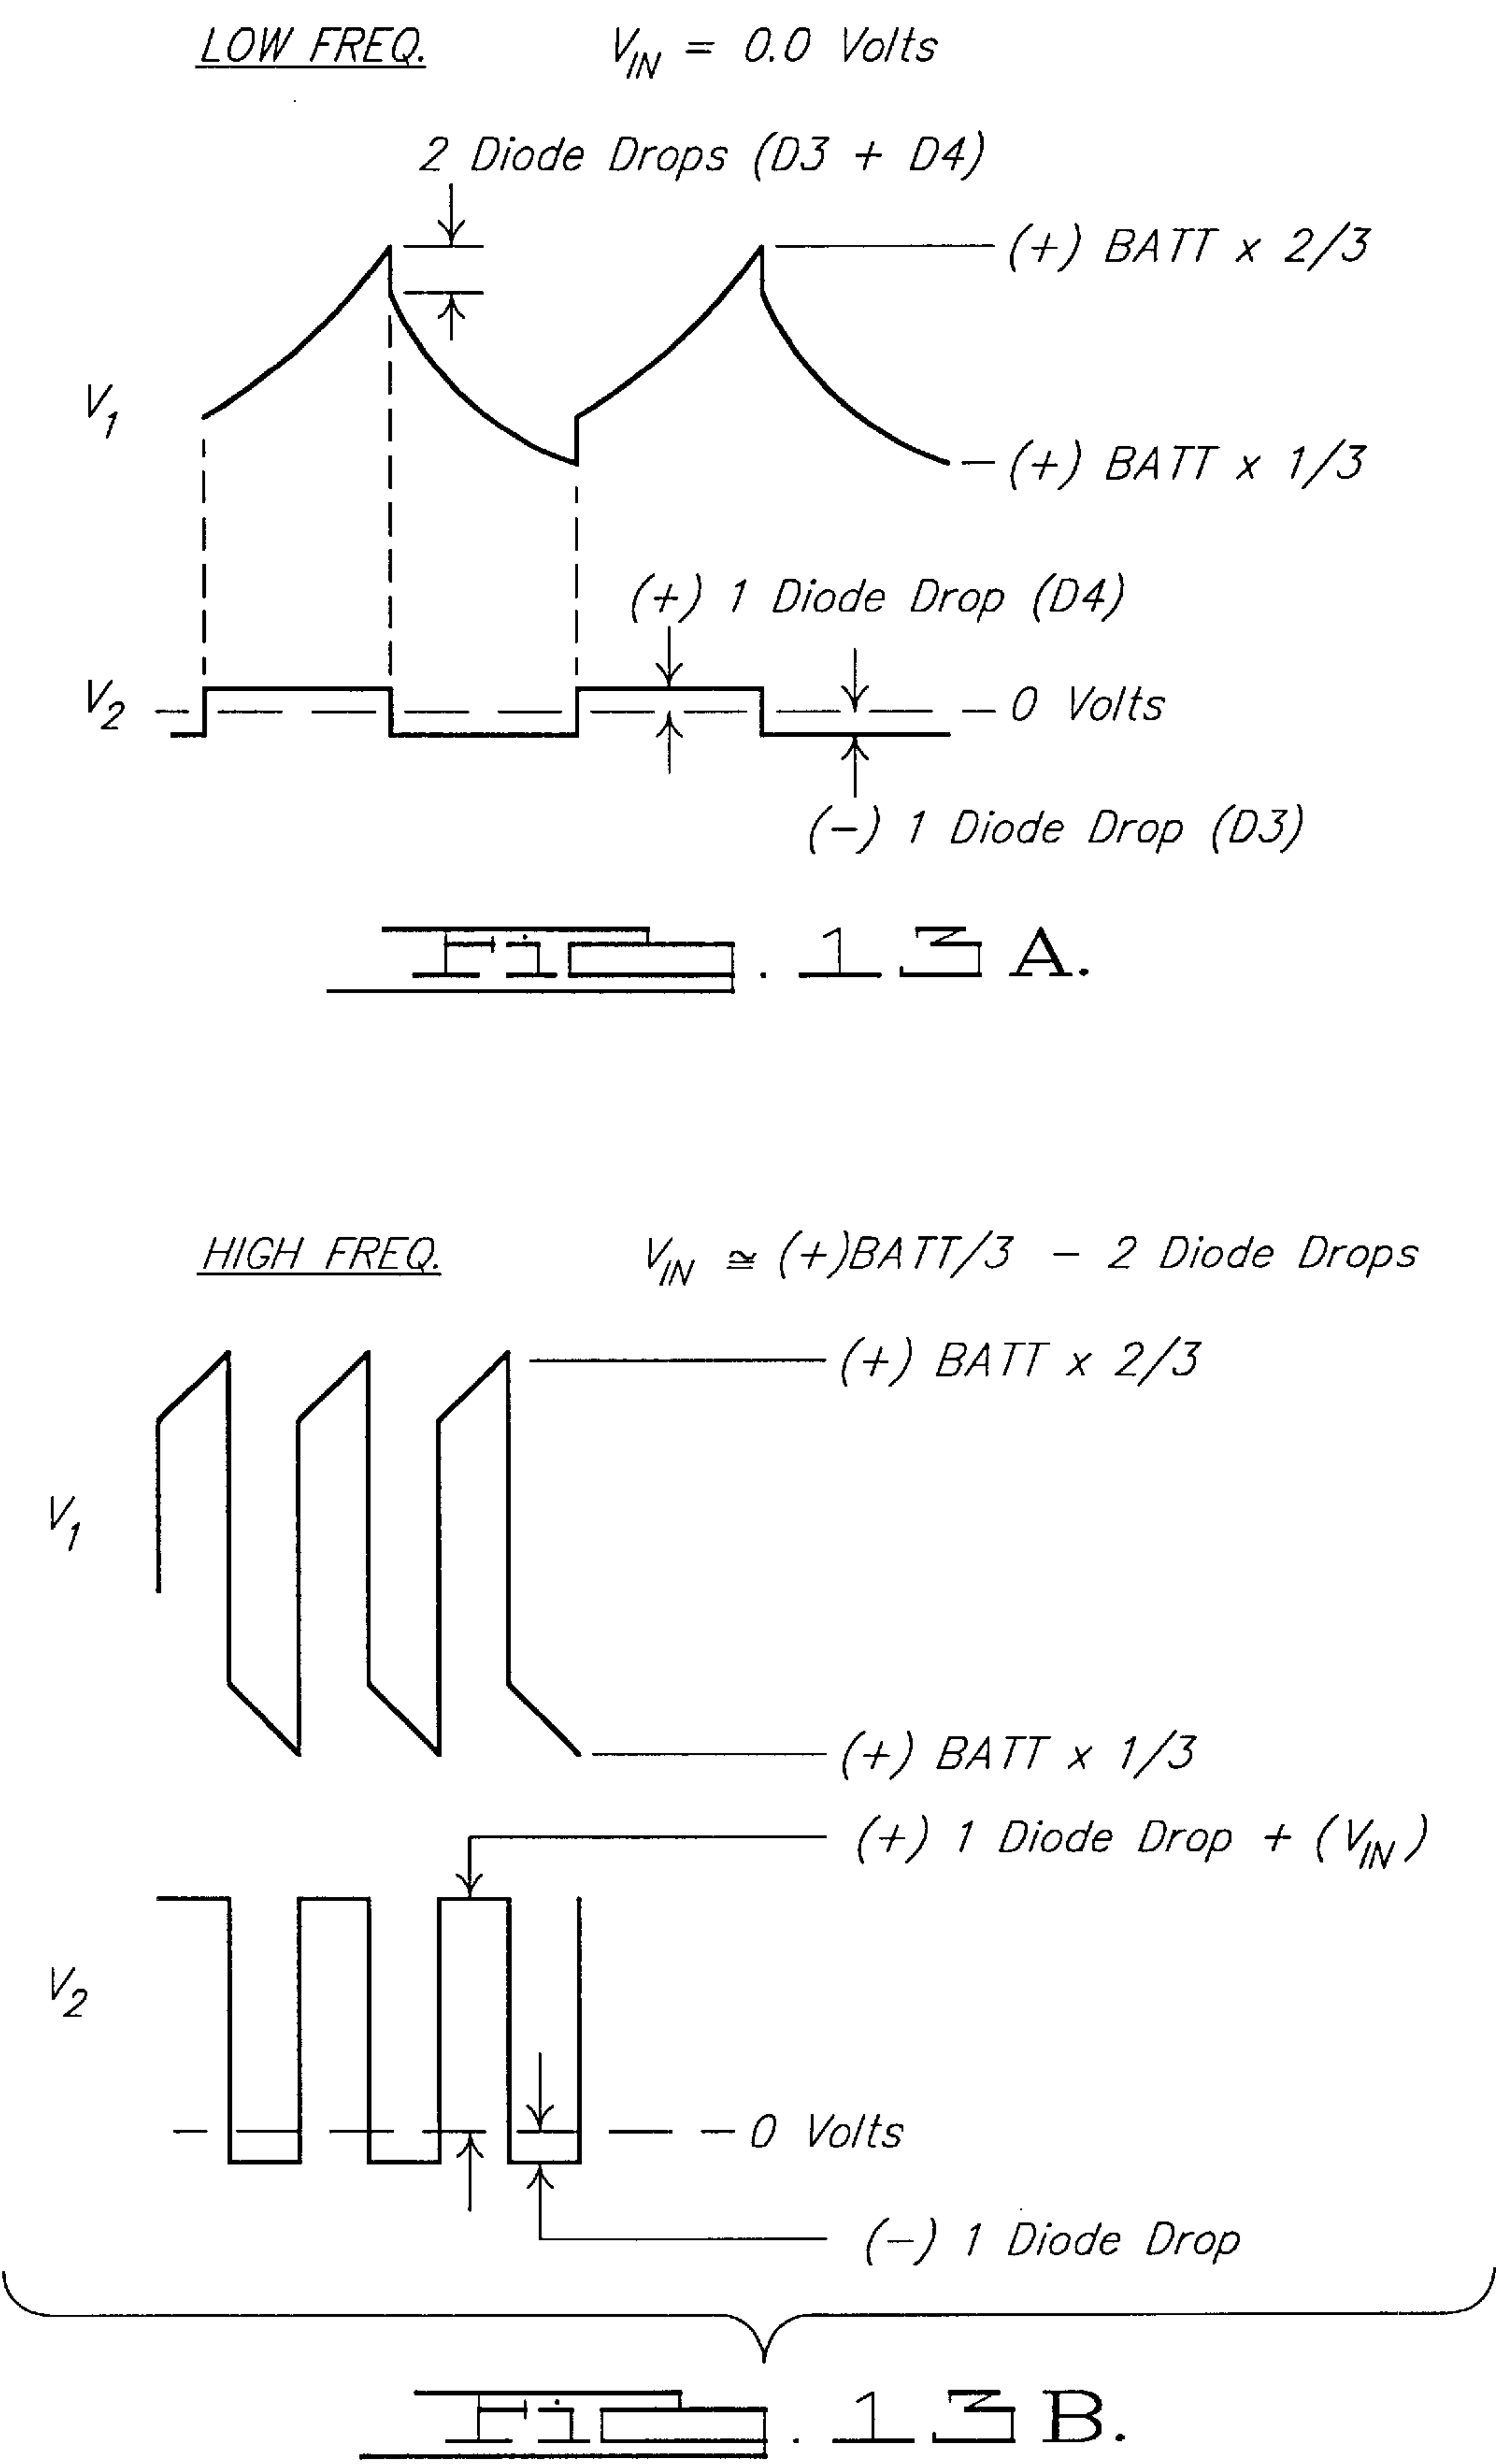 LOW FREQ. V_IN = 0.0 Volts
2 Diode Drops (D3 + D4)
(+) BATT x 2/3
V_1
(+) BATT x 1/3
(+) 1 Diode Drop (D4)
V_2
0 Volts
(-) 1 Diode Drop (D3)
Fig. 13A.
HIGH FREQ. V_IN ≅ (+)BATT/3 - 2 Diode Drops
(+) BATT x 2/3
V_1
(+) BATT x 1/3
(+) 1 Diode Drop + (V_IN)
V_2
0 Volts
(-) 1 Diode Drop
Fig. 13B.